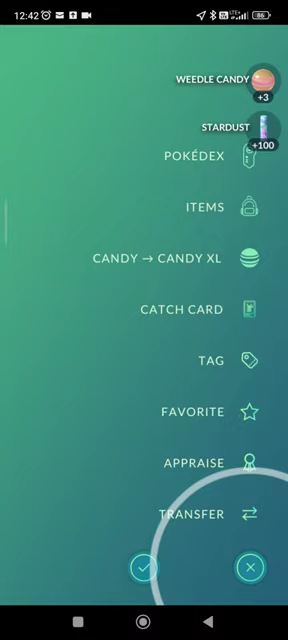 12:42
86
WEEDLE CANDY
+3
STARDUST
+100
POKÉDEX
ITEMS
CANDY → CANDY XL
CATCH CARD
TAG
FAVORITE
APPRAISE
TRANSFER